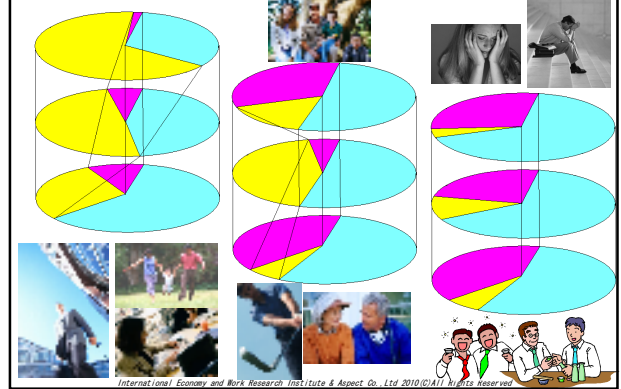 International Economy and Work Research Institute & Aspect Co.,Ltd 2010(C)All Rights Reserved